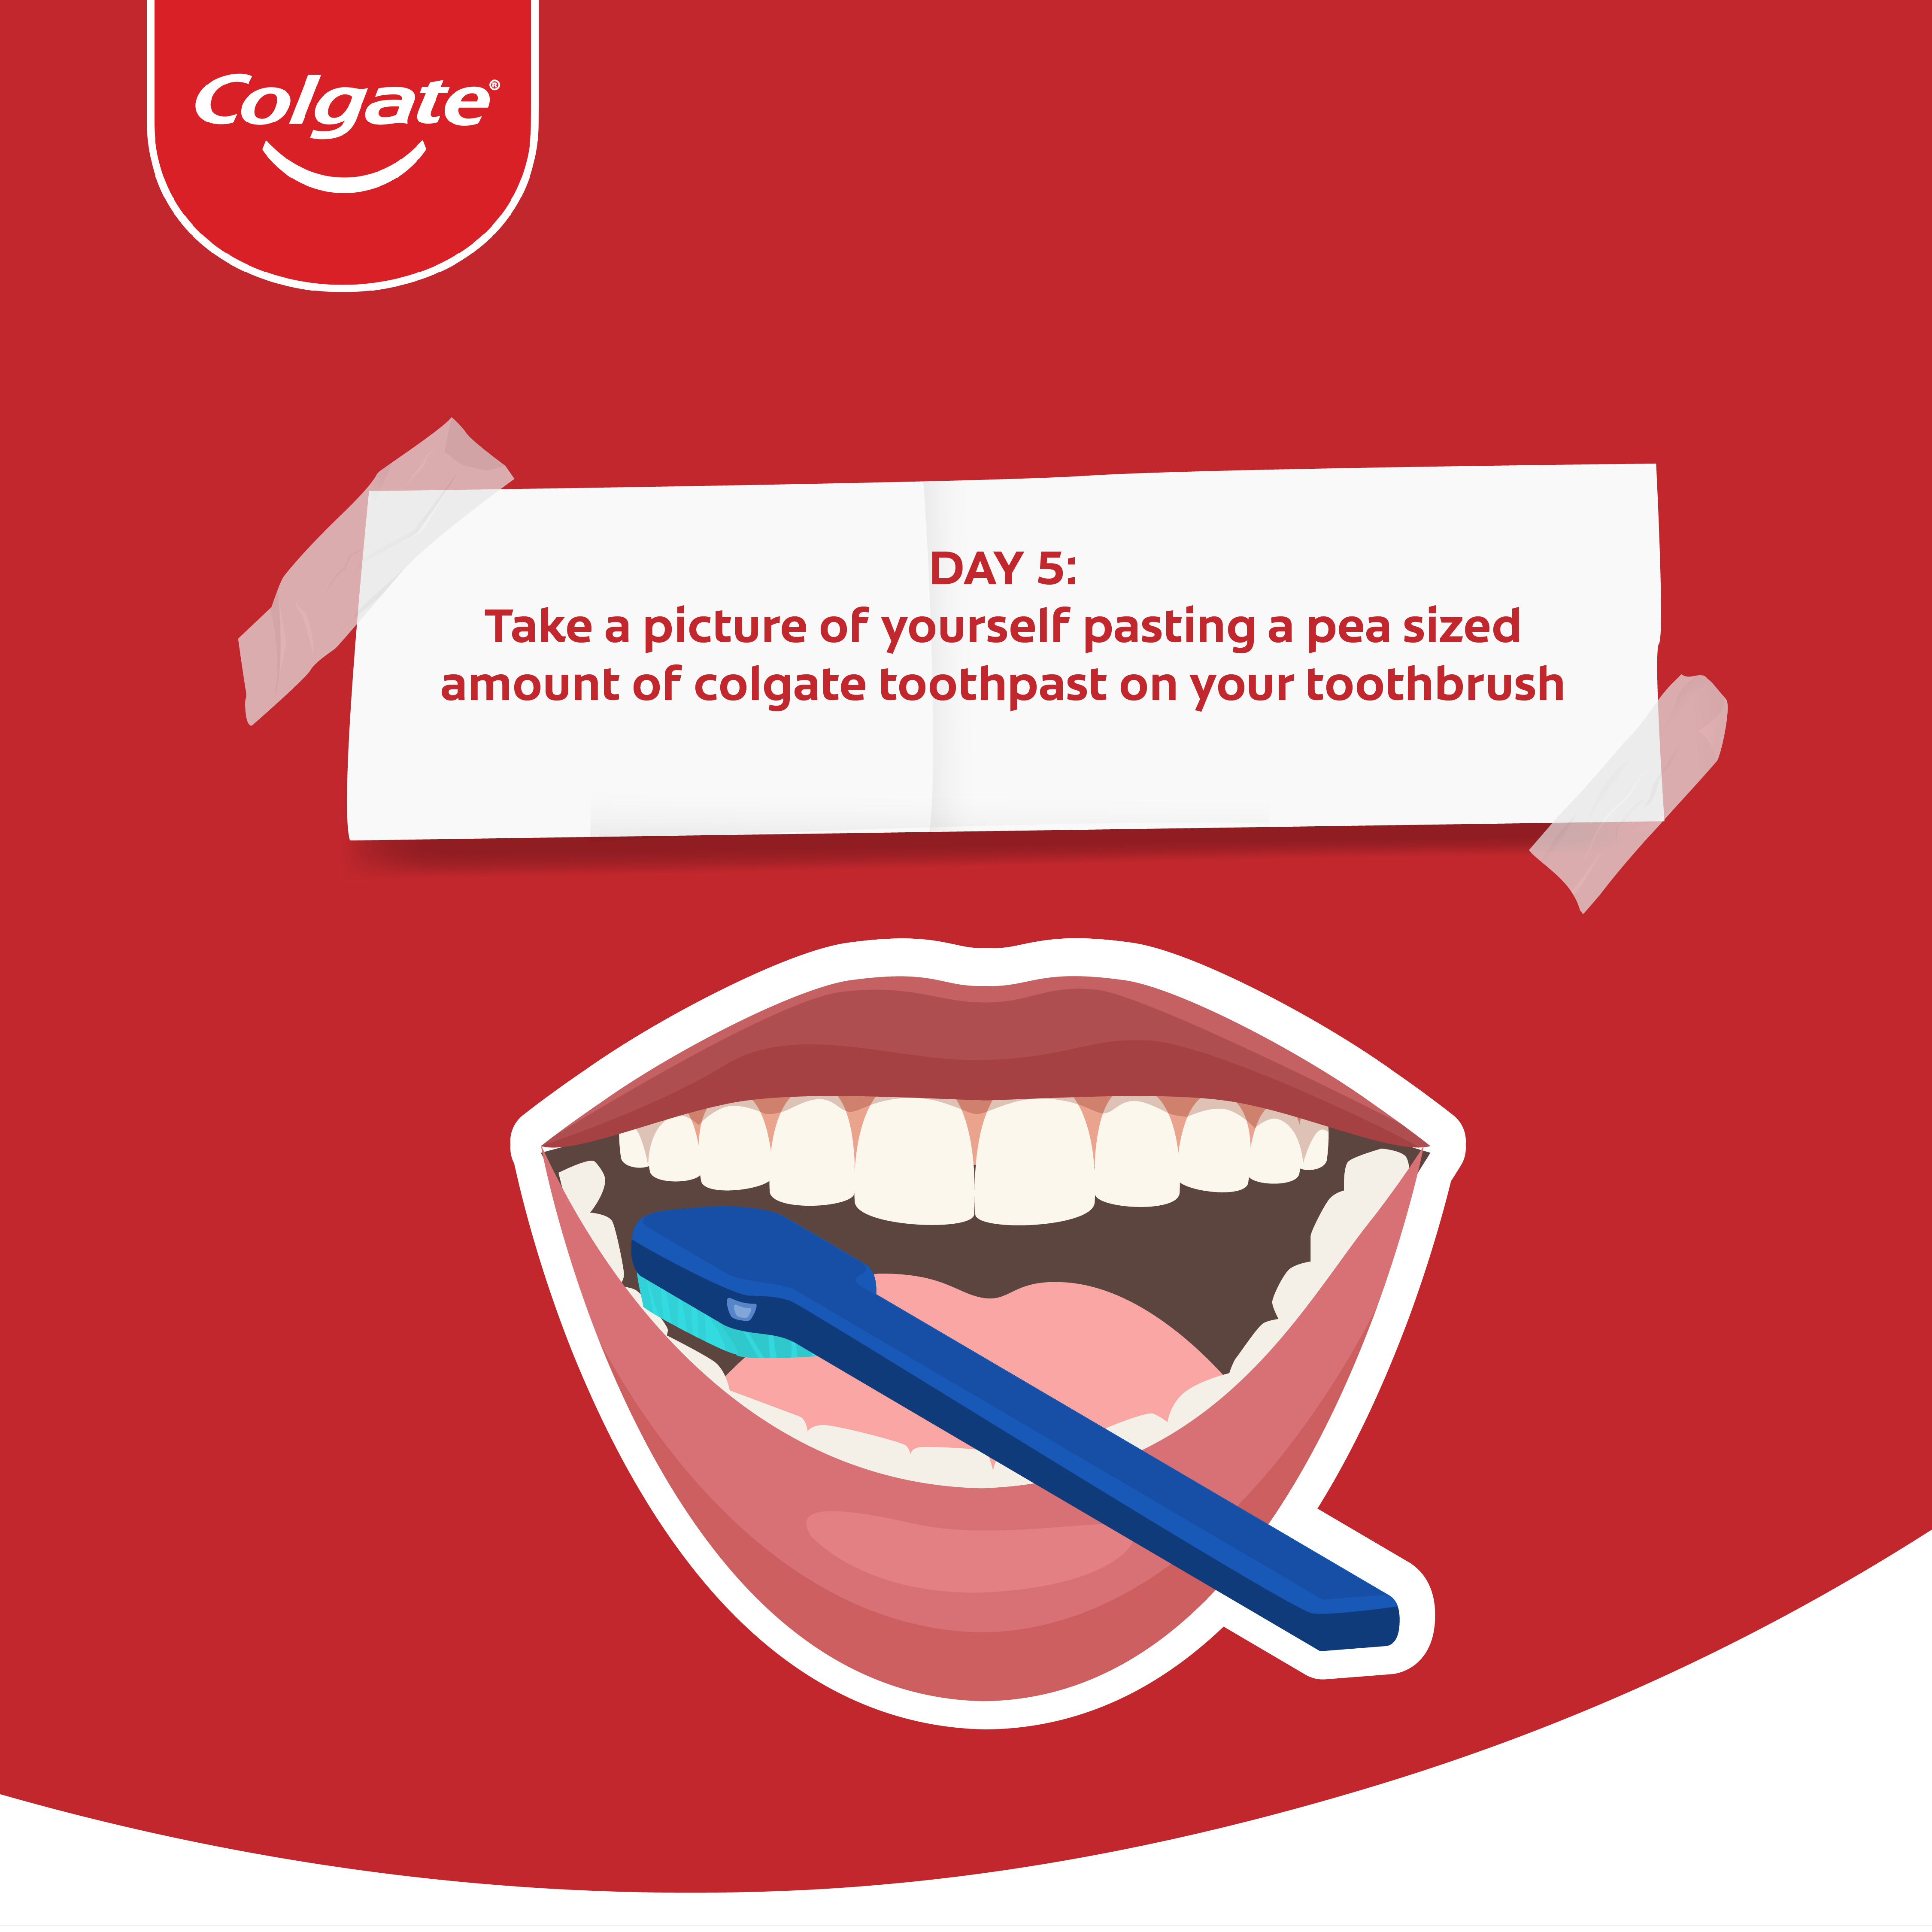 Colgate®
DAY 5:
Take a picture of yourself pasting a pea sized
amount of colgate toothpast on your toothbrush